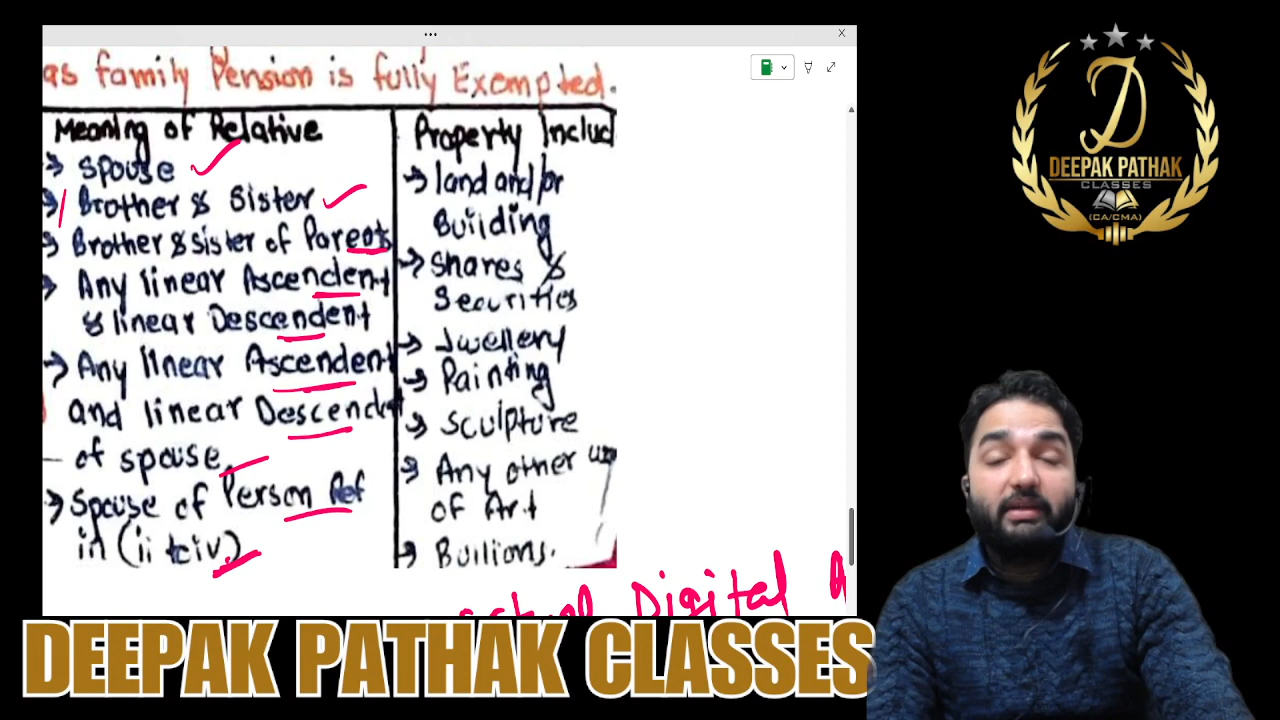 as family Pension is fully Exempted.
Meaning of Relative
→ spouse
→ Brother & Sister
→ Brother & sister of Parents
→ Any linear Ascendent
& linear Descendent
→ Any linear Ascendent
and linear Descendent
of spouse.
→ Spouse of Person Ref
in (ii to iv)
Property Includ
→ land and/or
Building
→ Shares &
Securities
→ Jwellery
→ Painting
→ Sculpture
→ Any other
of Art
→ Bullions.
Digital
D
DEEPAK PATHAK
CLASSES
(CA/CMA)
DEEPAK PATHAK CLASSES